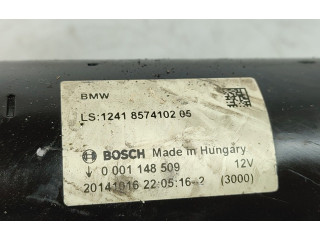 BMW
LS:1241 8574102 05
BOSCH Made in Hungary
0 001 148 509 12V
20141016 22:05:16-2 (3000)